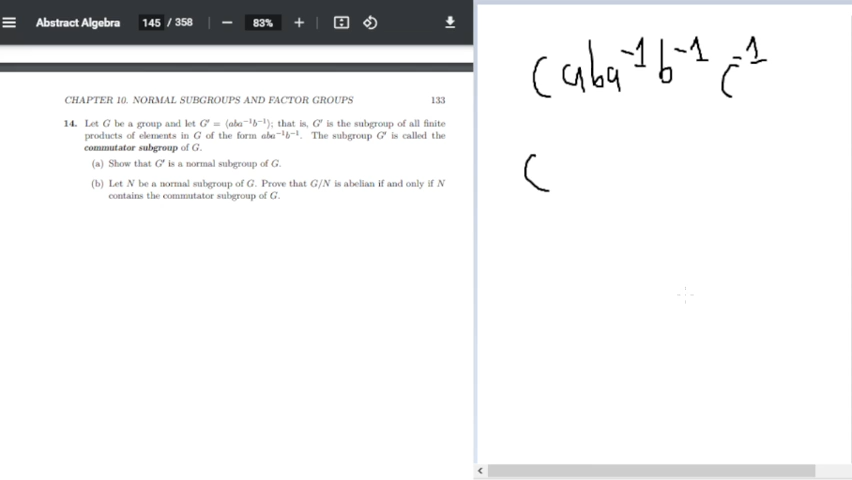 Abstract Algebra 145 / 358 − 83% +
CHAPTER 10. NORMAL SUBGROUPS AND FACTOR GROUPS 133
14. Let G be a group and let G′ = ⟨aba⁻¹b⁻¹⟩; that is, G′ is the subgroup of all finite
products of elements in G of the form aba⁻¹b⁻¹. The subgroup G′ is called the
commutator subgroup of G.
(a) Show that G′ is a normal subgroup of G.
(b) Let N be a normal subgroup of G. Prove that G/N is abelian if and only if N
contains the commutator subgroup of G.
c aba⁻¹ b⁻¹ c⁻¹
c